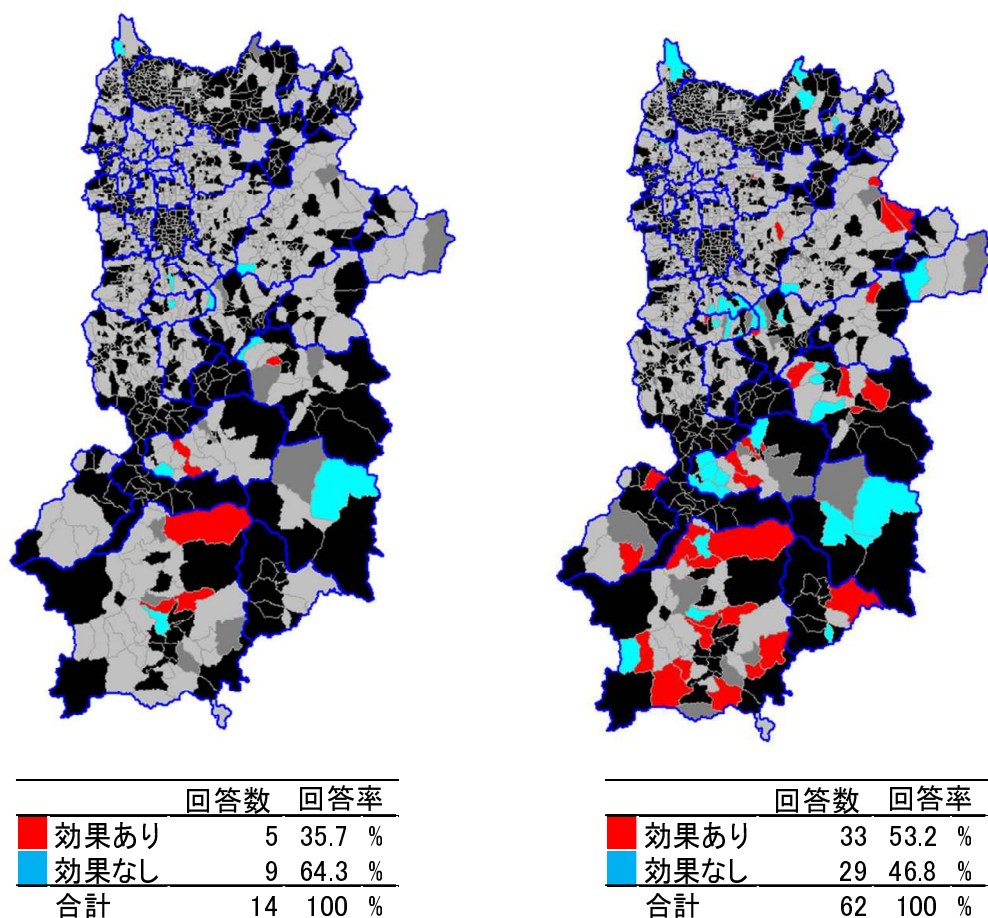 回答数 回答率
効果あり 5 35.7 %
効果なし 9 64.3 %
合計 14 100 %
回答数 回答率
効果あり 33 53.2 %
効果なし 29 46.8 %
合計 62 100 %